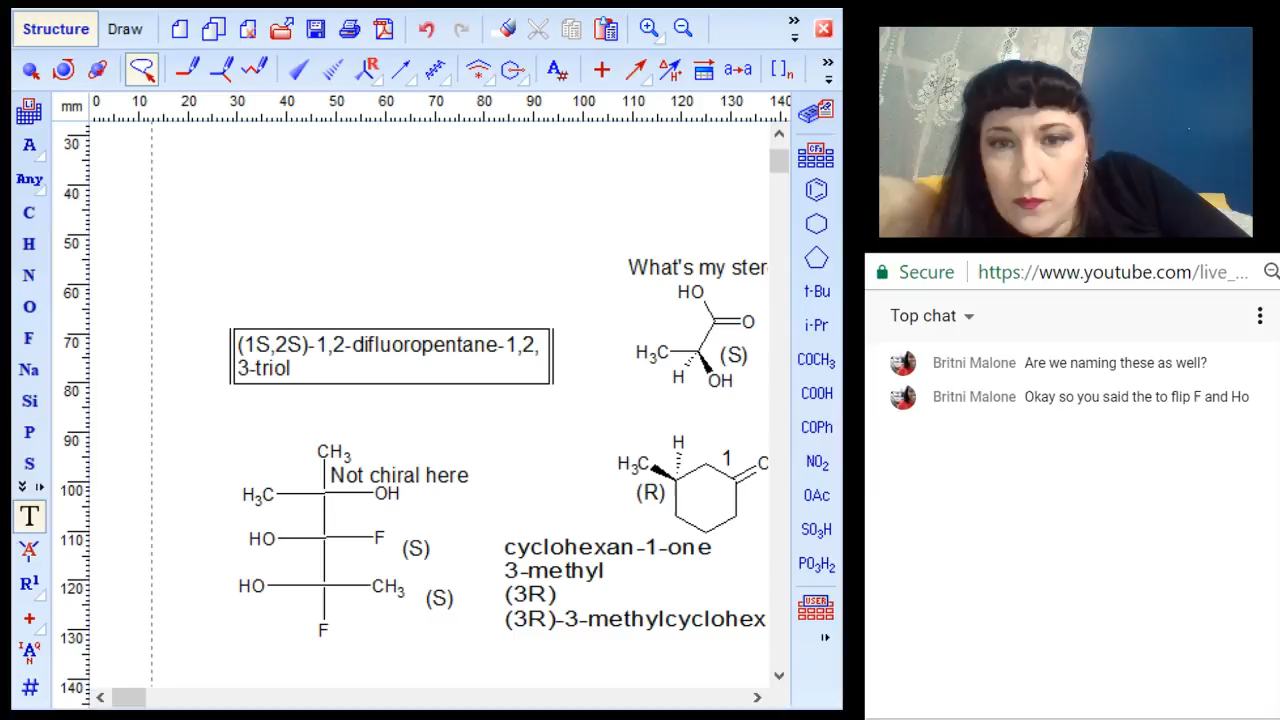 Structure Draw
mm 0 10 20 30 40 50 60 70 80 90 100 110 120 130 140
30
40
50
60
70
80
90
100
110
120
130
140
A
Any
C
H
N
O
F
Na
Si
P
S
T
R1
#
t-Bu
i-Pr
COCH3
COOH
COPh
NO2
OAc
SO3H
PO3H2
USER
What's my ster
HO
O
H3C
(S)
H
OH
(1S,2S)-1,2-difluoropentane-1,2,
3-triol
CH3
Not chiral here
H3C
OH
HO
F
(S)
HO
CH3
(S)
F
H
H3C
1
(R)
cyclohexan-1-one
3-methyl
(3R)
(3R)-3-methylcyclohex
Secure https://www.youtube.com/live_...
Top chat
Britni Malone Are we naming these as well?
Britni Malone Okay so you said the to flip F and Ho